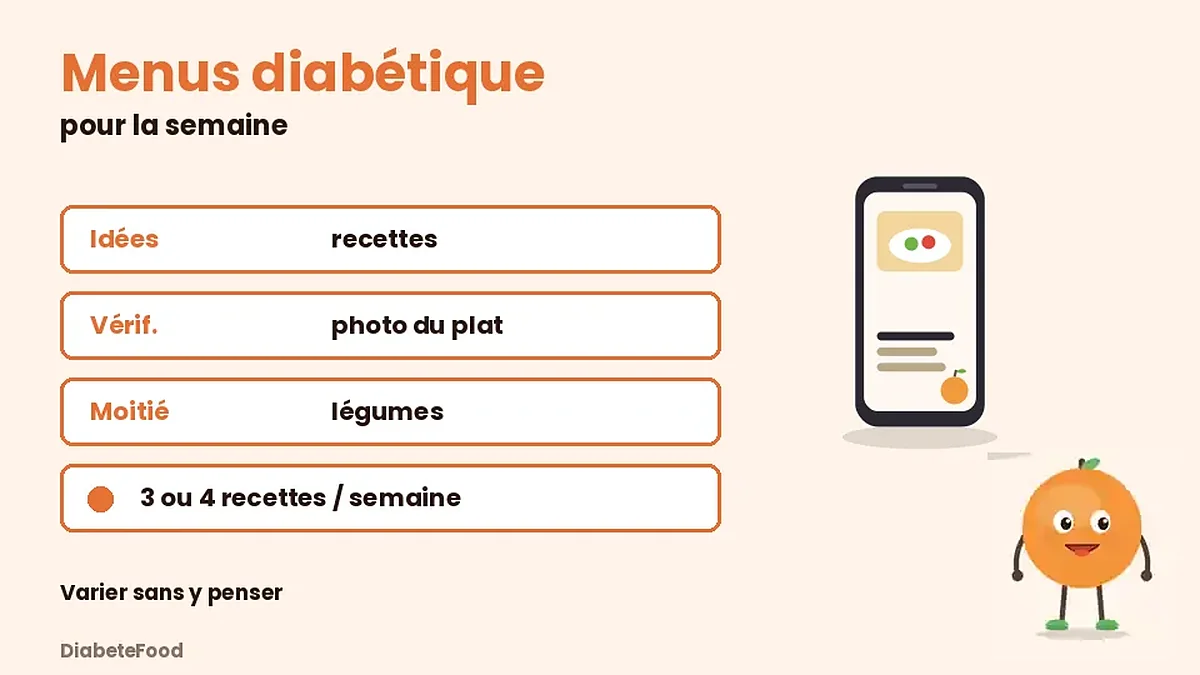 Menus diabétique
pour la semaine
Idées recettes
Vérif. photo du plat
Moitié légumes
3 ou 4 recettes / semaine
Varier sans y penser
DiabeteFood